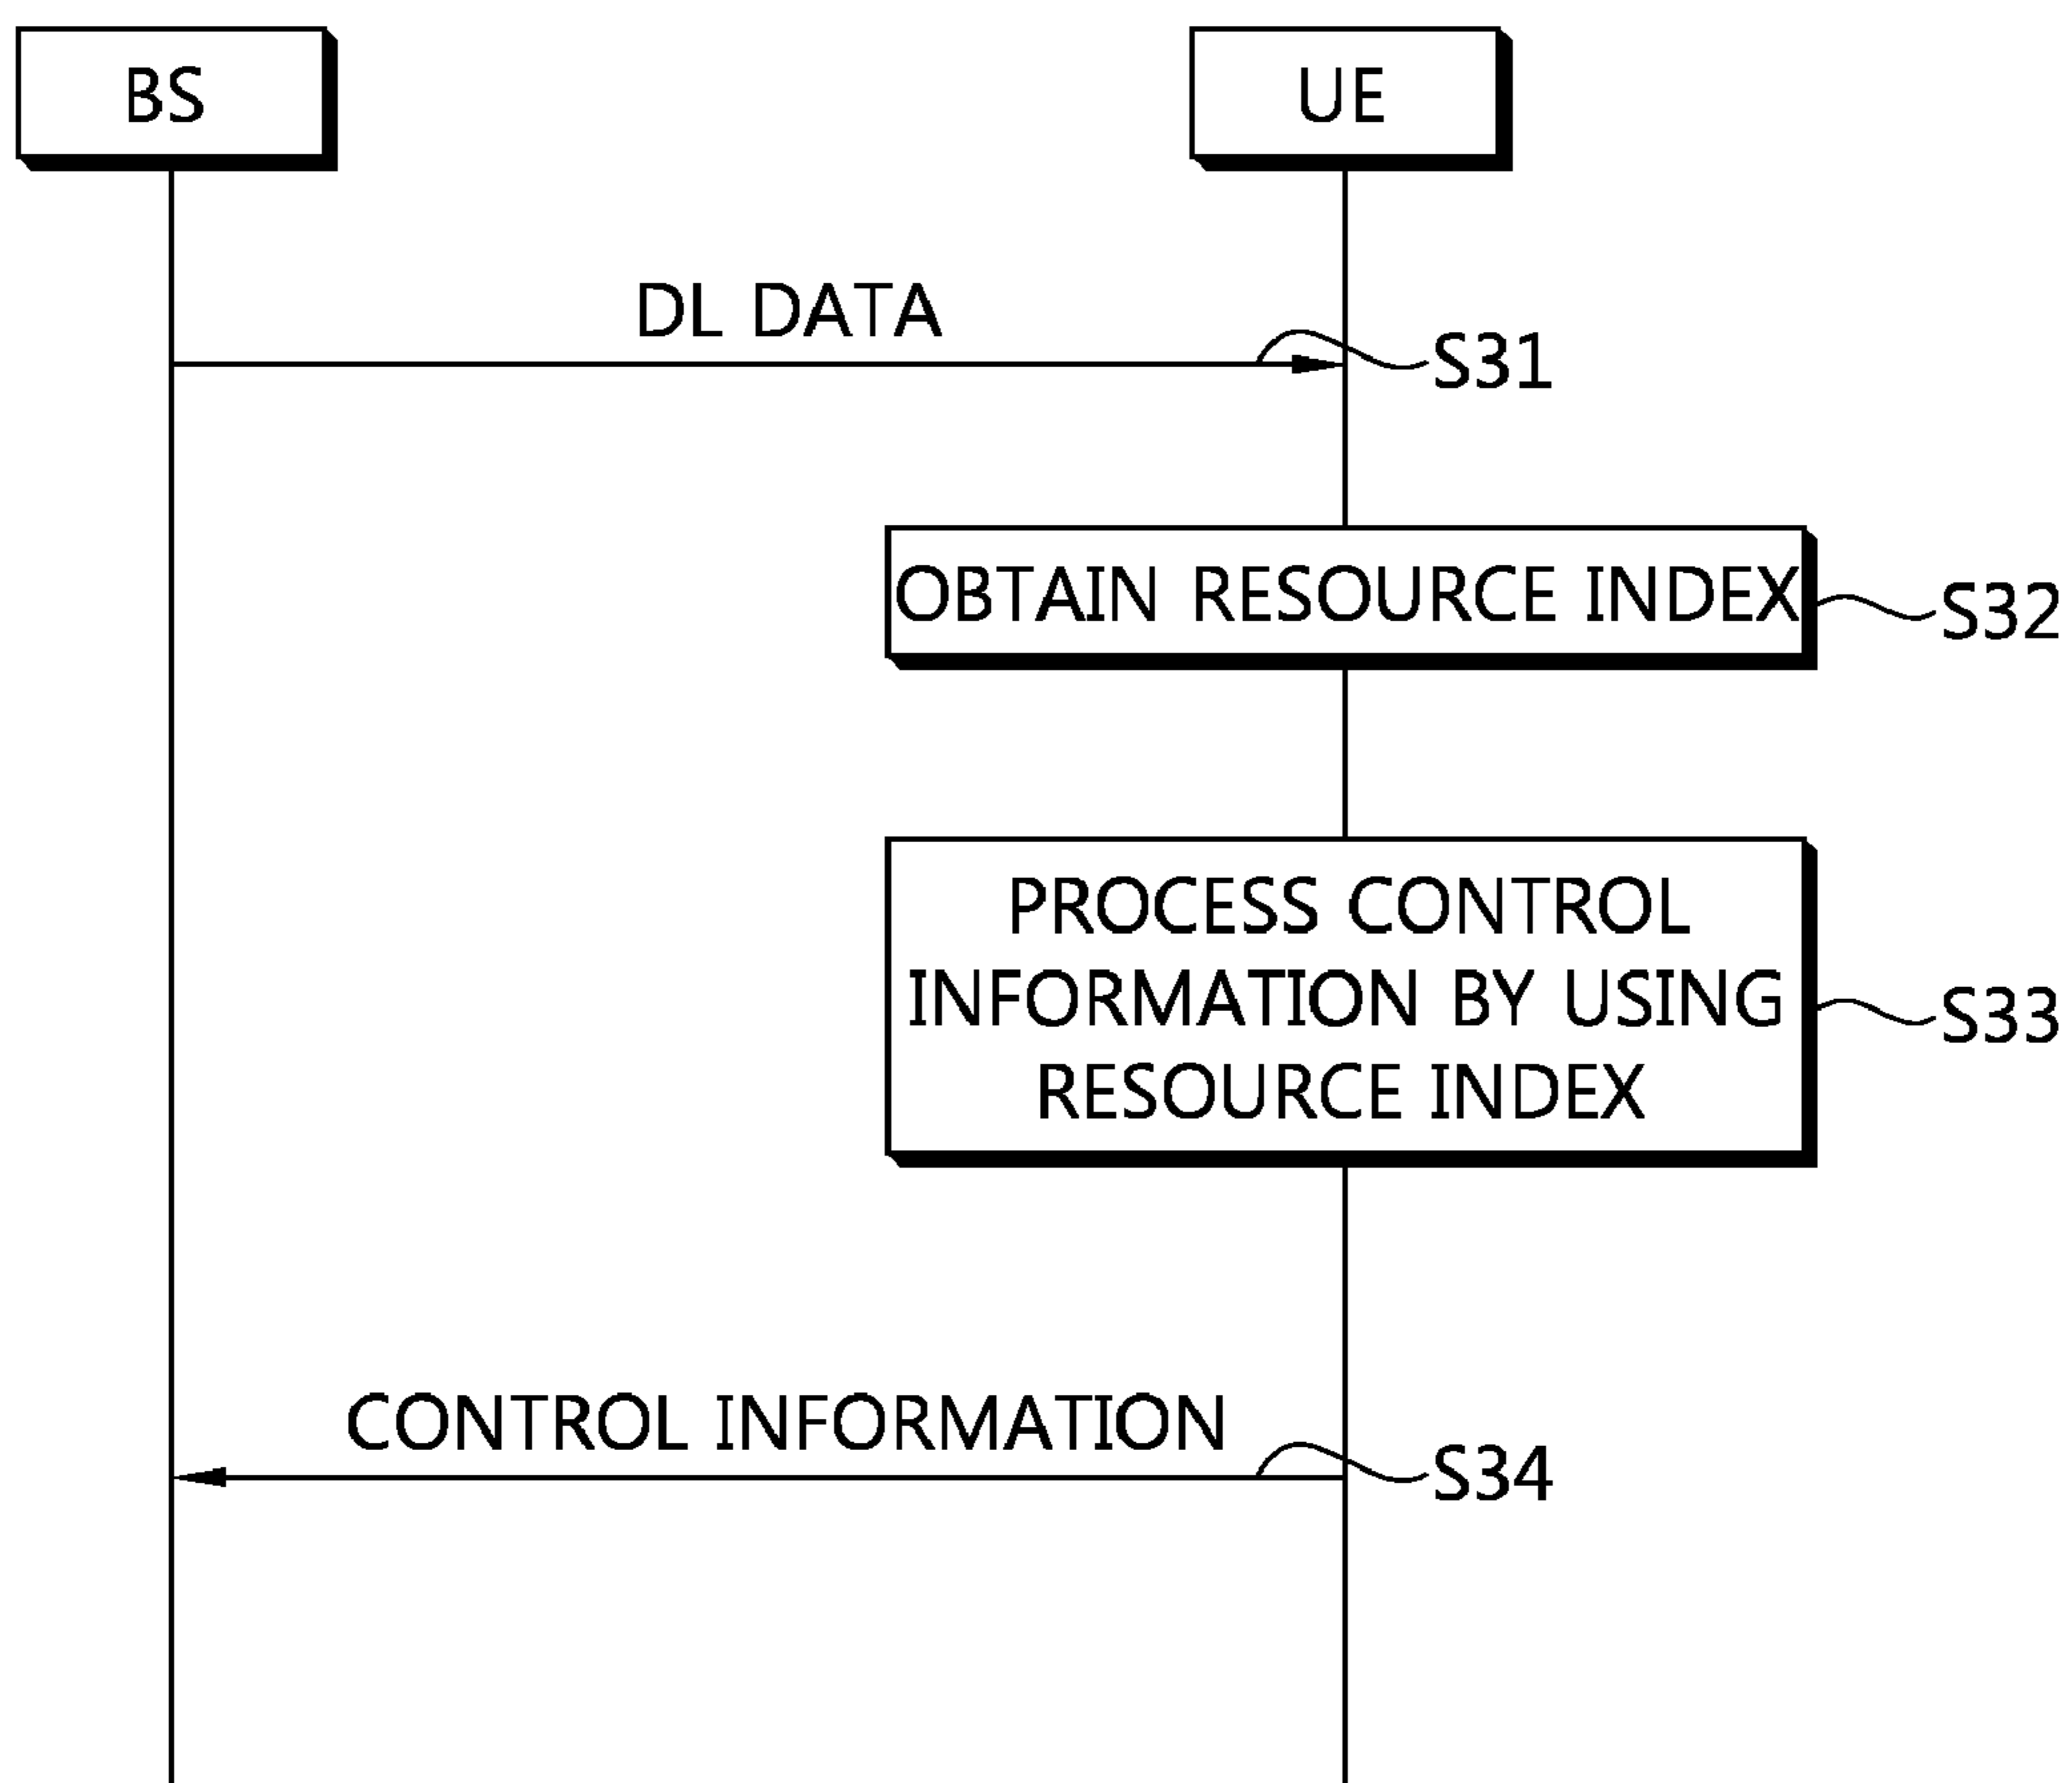 BS
UE
DL DATA
S31
OBTAIN RESOURCE INDEX
S32
PROCESS CONTROL
INFORMATION BY USING
RESOURCE INDEX
S33
CONTROL INFORMATION
S34